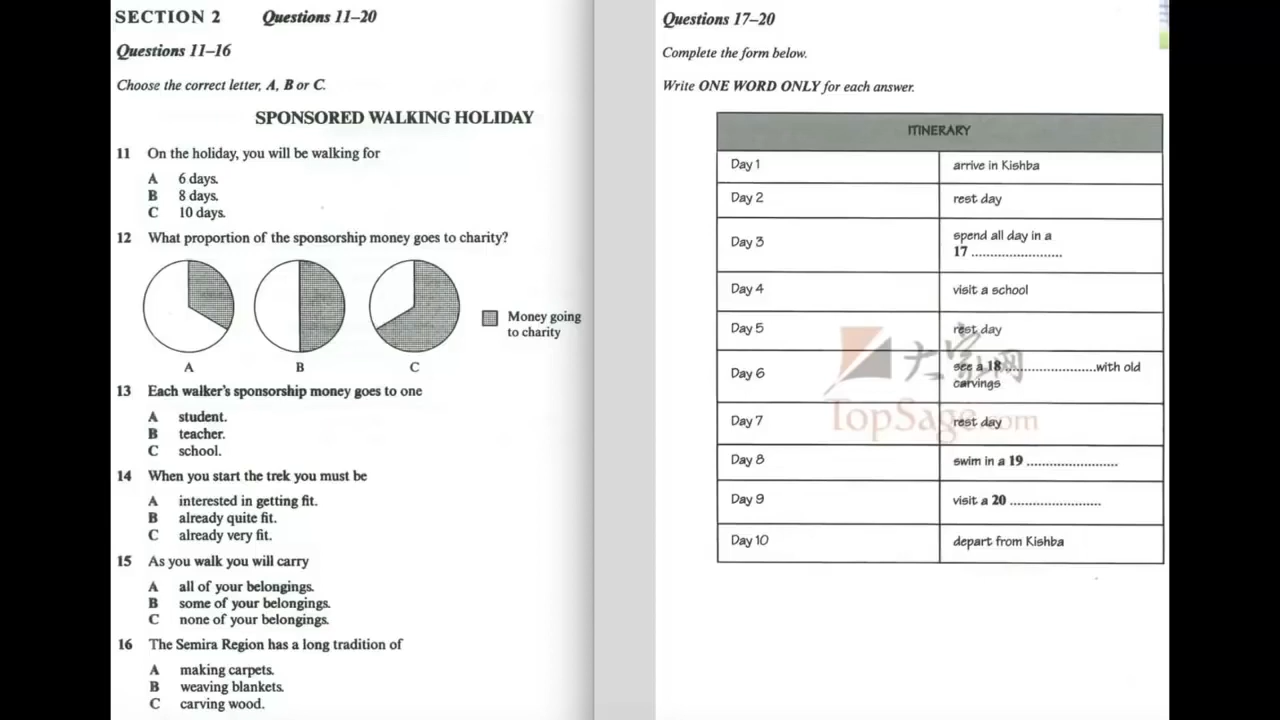 SECTION 2 Questions 11–20
Questions 11–16
Choose the correct letter, A, B or C.
SPONSORED WALKING HOLIDAY
11 On the holiday, you will be walking for
A 6 days.
B 8 days.
C 10 days.
12 What proportion of the sponsorship money goes to charity?
Money going
to charity
A B C
13 Each walker's sponsorship money goes to one
A student.
B teacher.
C school.
14 When you start the trek you must be
A interested in getting fit.
B already quite fit.
C already very fit.
15 As you walk you will carry
A all of your belongings.
B some of your belongings.
C none of your belongings.
16 The Semira Region has a long tradition of
A making carpets.
B weaving blankets.
C carving wood.
Questions 17–20
Complete the form below.
Write ONE WORD ONLY for each answer.
ITINERARY
Day 1 arrive in Kishba
Day 2 rest day
Day 3 spend all day in a
17 ........................
Day 4 visit a school
Day 5 rest day
Day 6 see a 18 ........................with old
carvings
Day 7 rest day
Day 8 swim in a 19 ........................
Day 9 visit a 20 ........................
Day 10 depart from Kishba
大家网
TopSage.com